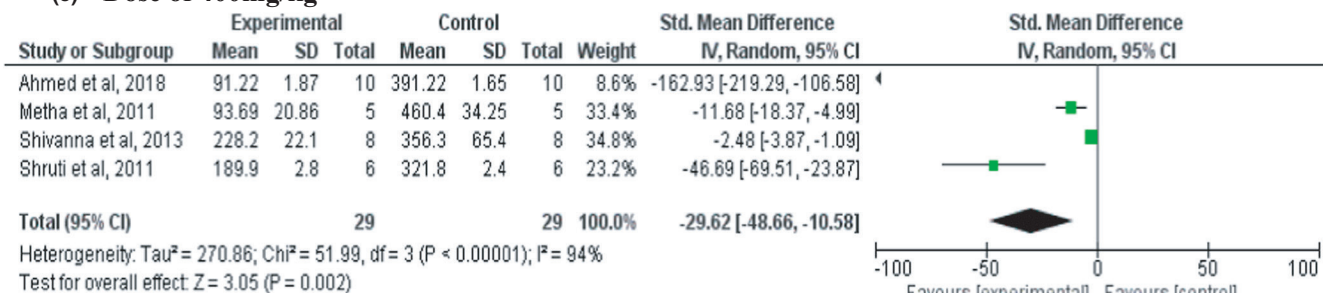 Experimental Control Std. Mean Difference Std. Mean Difference
Study or Subgroup Mean SD Total Mean SD Total Weight IV, Random, 95% CI IV, Random, 95% CI
Ahmed et al, 2018 91.22 1.87 10 391.22 1.65 10 8.6% -162.93 [-219.29, -106.58]
Metha et al, 2011 93.69 20.86 5 460.4 34.25 5 33.4% -11.68 [-18.37, -4.99]
Shivanna et al, 2013 228.2 22.1 8 356.3 65.4 8 34.8% -2.48 [-3.87, -1.09]
Shruti et al, 2011 189.9 2.8 6 321.8 2.4 6 23.2% -46.69 [-69.51, -23.87]
Total (95% CI) 29 29 100.0% -29.62 [-48.66, -10.58]
Heterogeneity: Tau² = 270.86; Chi² = 51.99, df = 3 (P < 0.00001); I² = 94%
Test for overall effect: Z = 3.05 (P = 0.002)
-100 -50 0 50 100
Favours [experimental] Favours [control]